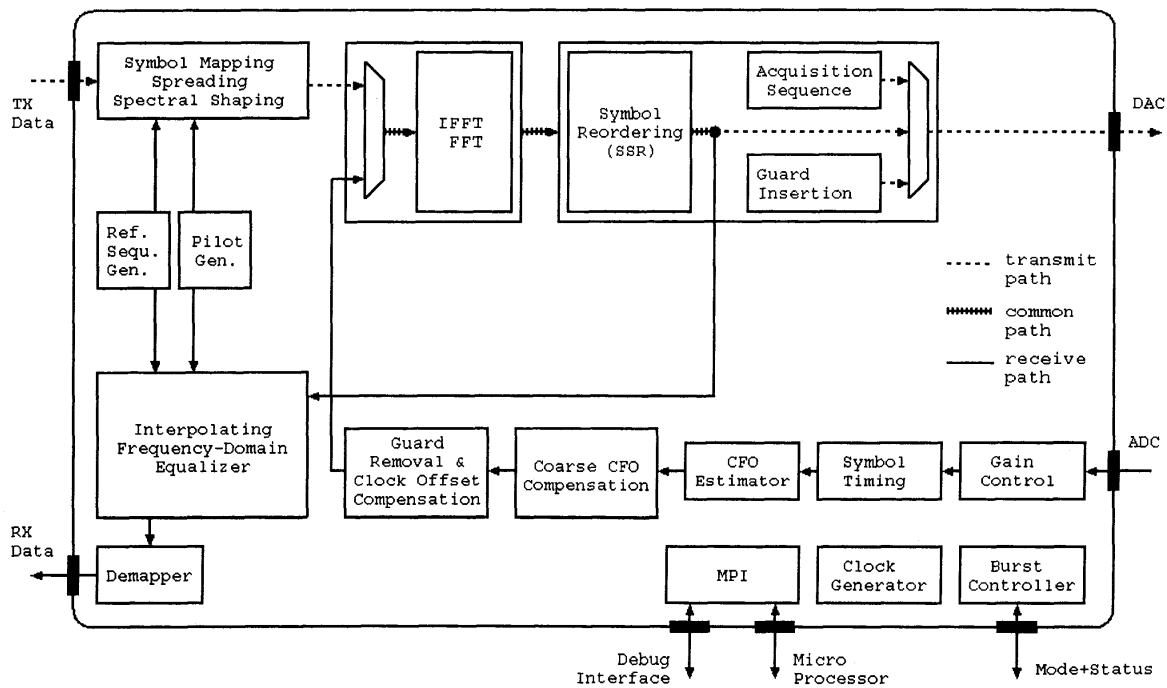 Symbol Mapping
Spreading
Spectral Shaping
TX
Data
IFFT
FFT
Symbol
Reordering
(SSR)
Acquisition
Sequence
Guard
Insertion
DAC
Ref.
Sequ.
Gen.
Pilot
Gen.
transmit
path
common
path
receive
path
Interpolating
Frequency-Domain
Equalizer
Guard
Removal &
Clock Offset
Compensation
Coarse CFO
Compensation
CFO
Estimator
Symbol
Timing
Gain
Control
ADC
RX
Data
Demapper
MPI
Clock
Generator
Burst
Controller
Debug
Interface
Micro
Processor
Mode+Status